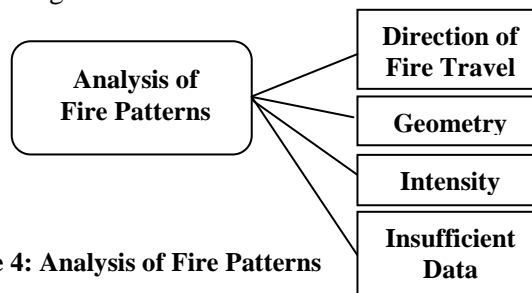 Analysis of
Fire Patterns
Direction of
Fire Travel
Geometry
Intensity
Insufficient
Data
4: Analysis of Fire Patterns